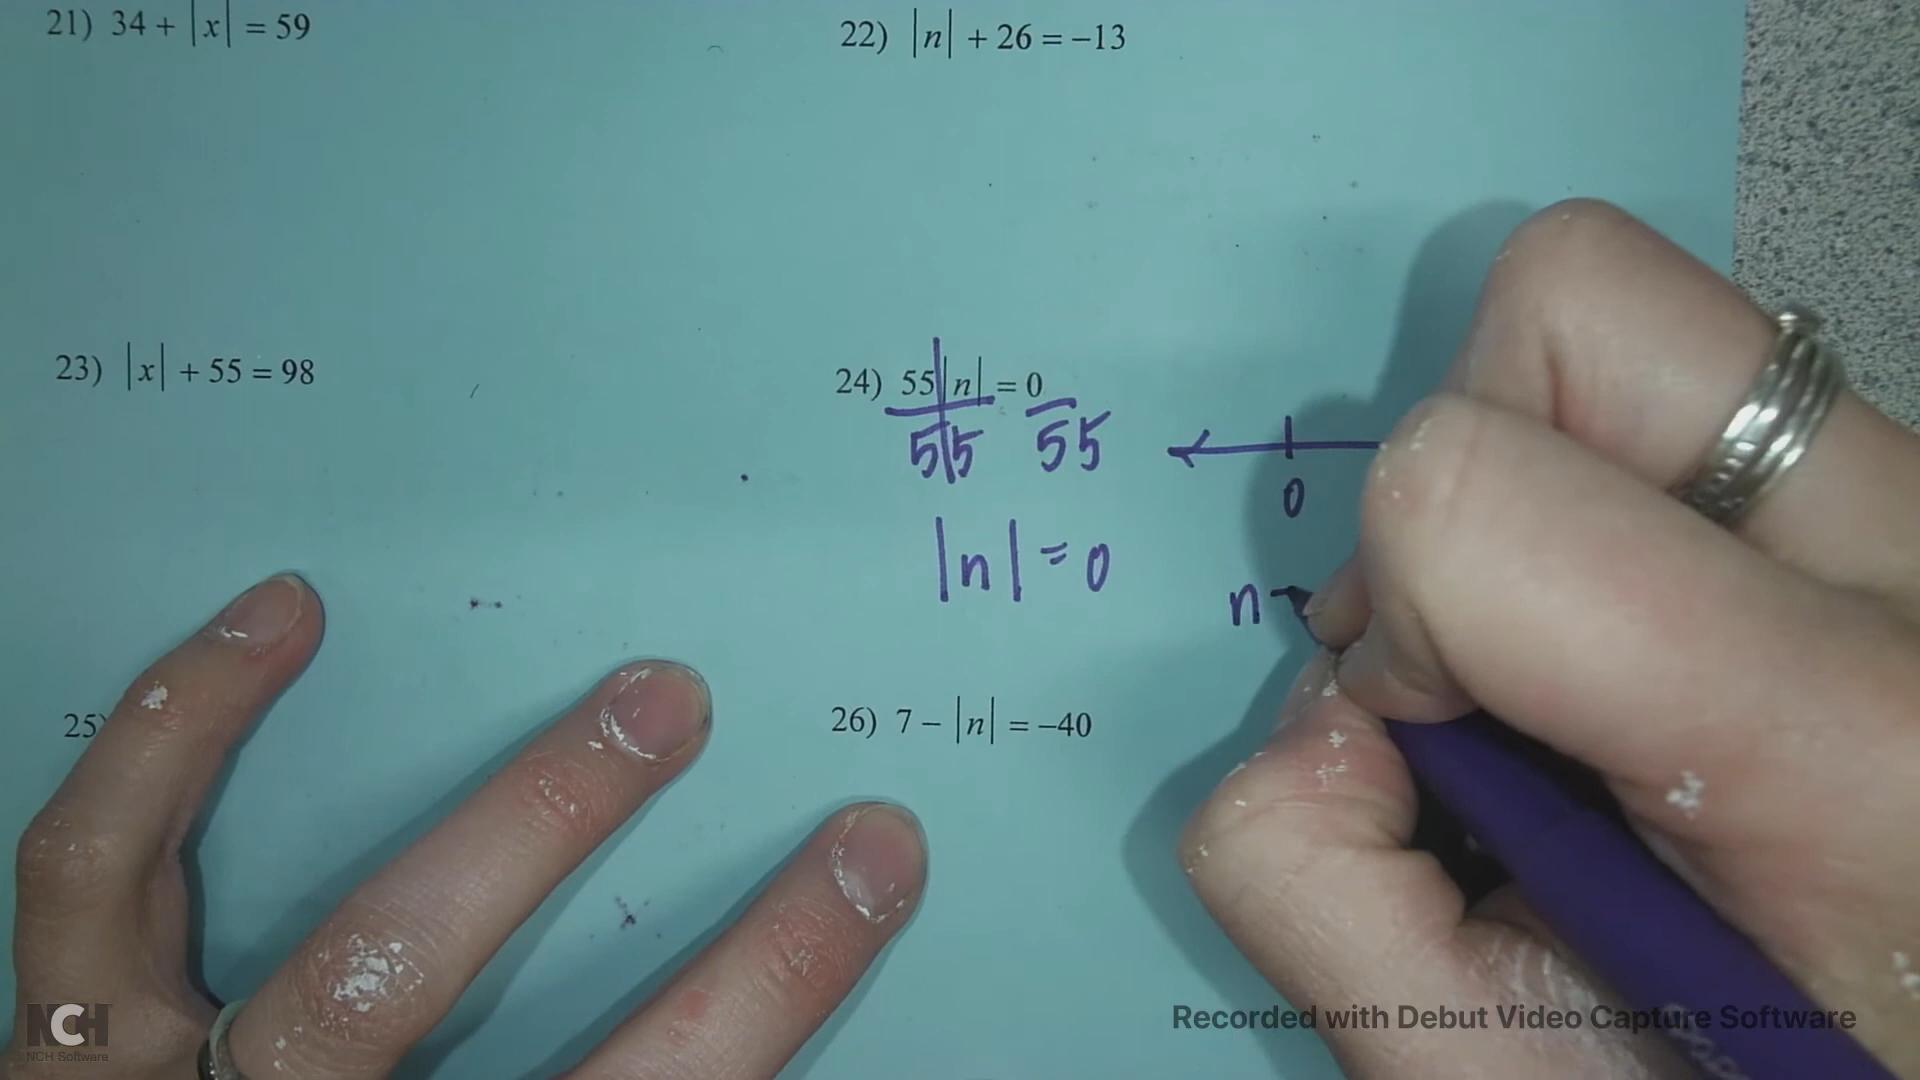 21) 34 + |x| = 59
22) |n| + 26 = −13
23) |x| + 55 = 98
24) 55|n| = 0
55 55
|n| = 0
0
n
25)
26) 7 − |n| = −40
NCH
NCH Software
Recorded with Debut Video Capture Software